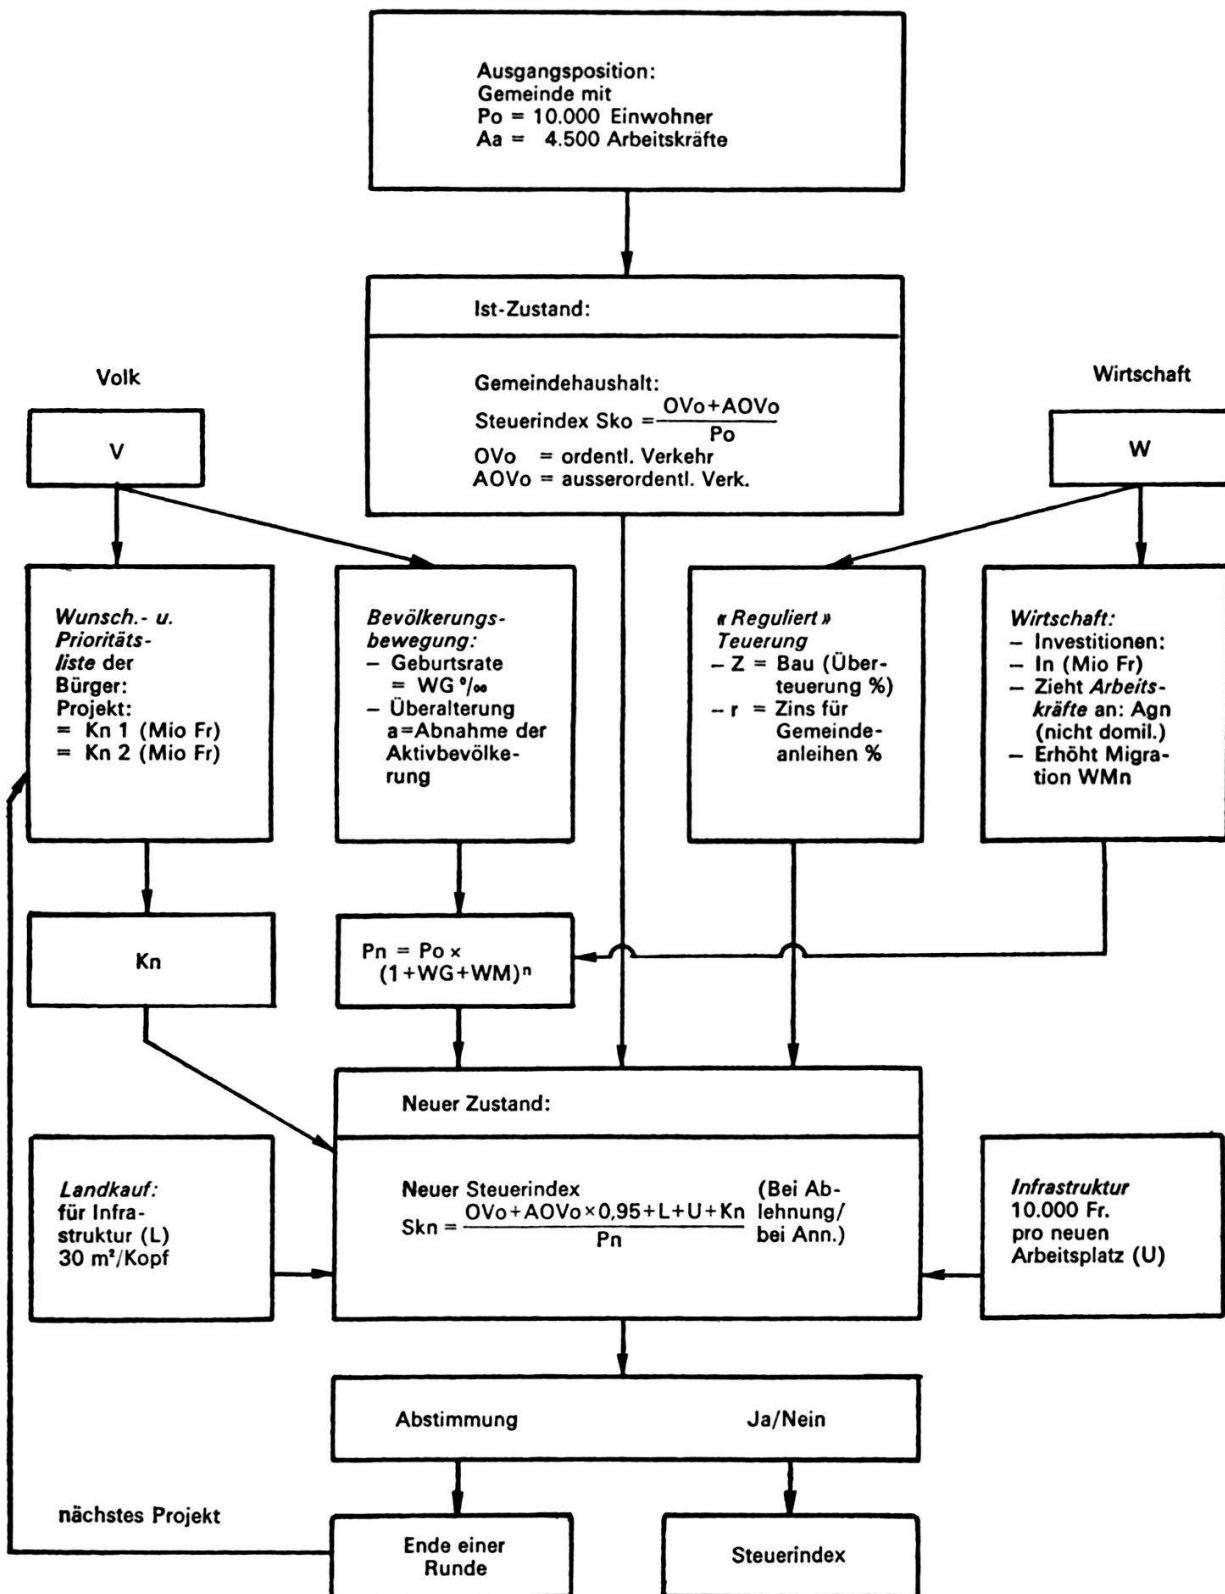 Ausgangsposition:
Gemeinde mit
Po = 10.000 Einwohner
Aa = 4.500 Arbeitskräfte
Ist-Zustand:
Gemeindehaushalt:
Steuerindex Sko = OVo+AOVo
Po
OVo = ordentl. Verkehr
AOVo = ausserordentl. Verk.
Volk
V
Wirtschaft
W
Wunsch.- u.
Prioritäts-
liste der
Bürger:
Projekt:
= Kn 1 (Mio Fr)
= Kn 2 (Mio Fr)
Bevölkerungs-
bewegung:
– Geburtsrate
= WG ‰
– Überalterung
a=Abnahme der
Aktivbevölke-
rung
« Reguliert »
Teuerung
– Z = Bau (Über-
teuerung %)
– r = Zins für
Gemeinde-
anleihen %
Wirtschaft:
– Investitionen:
– In (Mio Fr)
– Zieht Arbeits-
kräfte an: Agn
(nicht domil.)
– Erhöht Migra-
tion WMn
Kn
Pn = Po ×
(1+WG+WM)ⁿ
Neuer Zustand:
Landkauf:
für Infra-
struktur (L)
30 m²/Kopf
Neuer Steuerindex (Bei Ab-
Skn = OVo+AOVo×0,95+L+U+Kn lehnung/
Pn bei Ann.)
Infrastruktur
10.000 Fr.
pro neuen
Arbeitsplatz (U)
Abstimmung Ja/Nein
nächstes Projekt
Ende einer
Runde
Steuerindex